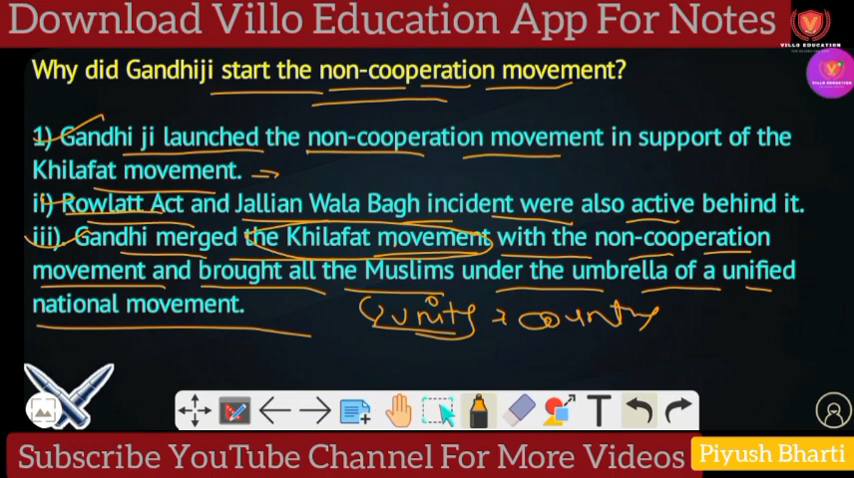 Download Villo Education App For Notes
VILLO EDUCATION
Why did Gandhiji start the non-cooperation movement?
1) Gandhi ji launched the non-cooperation movement in support of the
Khilafat movement.
ii) Rowlatt Act and Jallian Wala Bagh incident were also active behind it.
iii). Gandhi merged the Khilafat movement with the non-cooperation
movement and brought all the Muslims under the umbrella of a unified
national movement.
unity country
T
Subscribe YouTube Channel For More Videos
Piyush Bharti